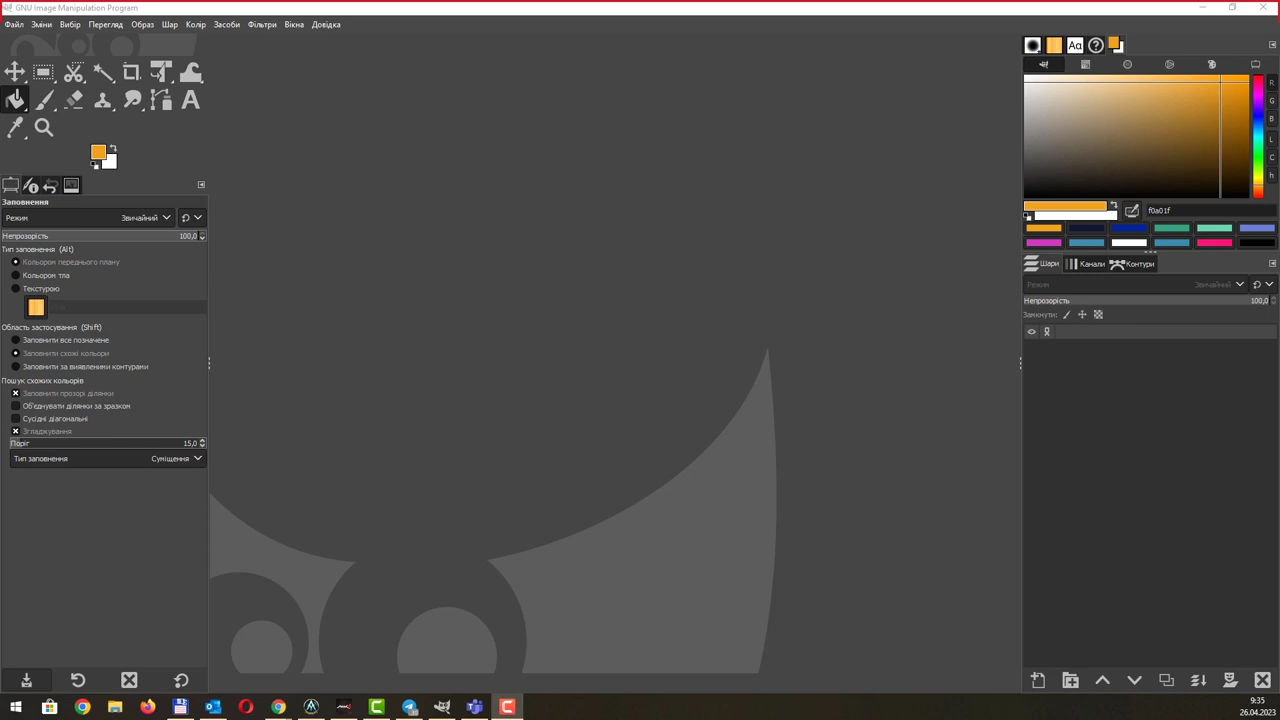 GNU Image Manipulation Program
Файл Зміни Вибір Перегляд Образ Шар Колір Засоби Фільтри Вікна Довідка
Заповнення
Режим Звичайний
Непрозорість 100,0
Тип заповнення (Alt)
Кольором переднього плану
Кольором тла
Текстурою
Область застосування (Shift)
Заповнити все позначене
Заповнити схожі кольори
Заповнити за виявленими контурами
Пошук схожих кольорів
Заповнити прозорі ділянки
Об'єднувати ділянки за зразком
Сусідні діагональні
Згладжування
Поріг 15,0
Тип заповнення Суміщення
R
G
B
L
C
h
f0a01f
Шари Канали Контури
Режим Звичайний
Непрозорість 100,0
Замкнути:
9:35
26.04.2023